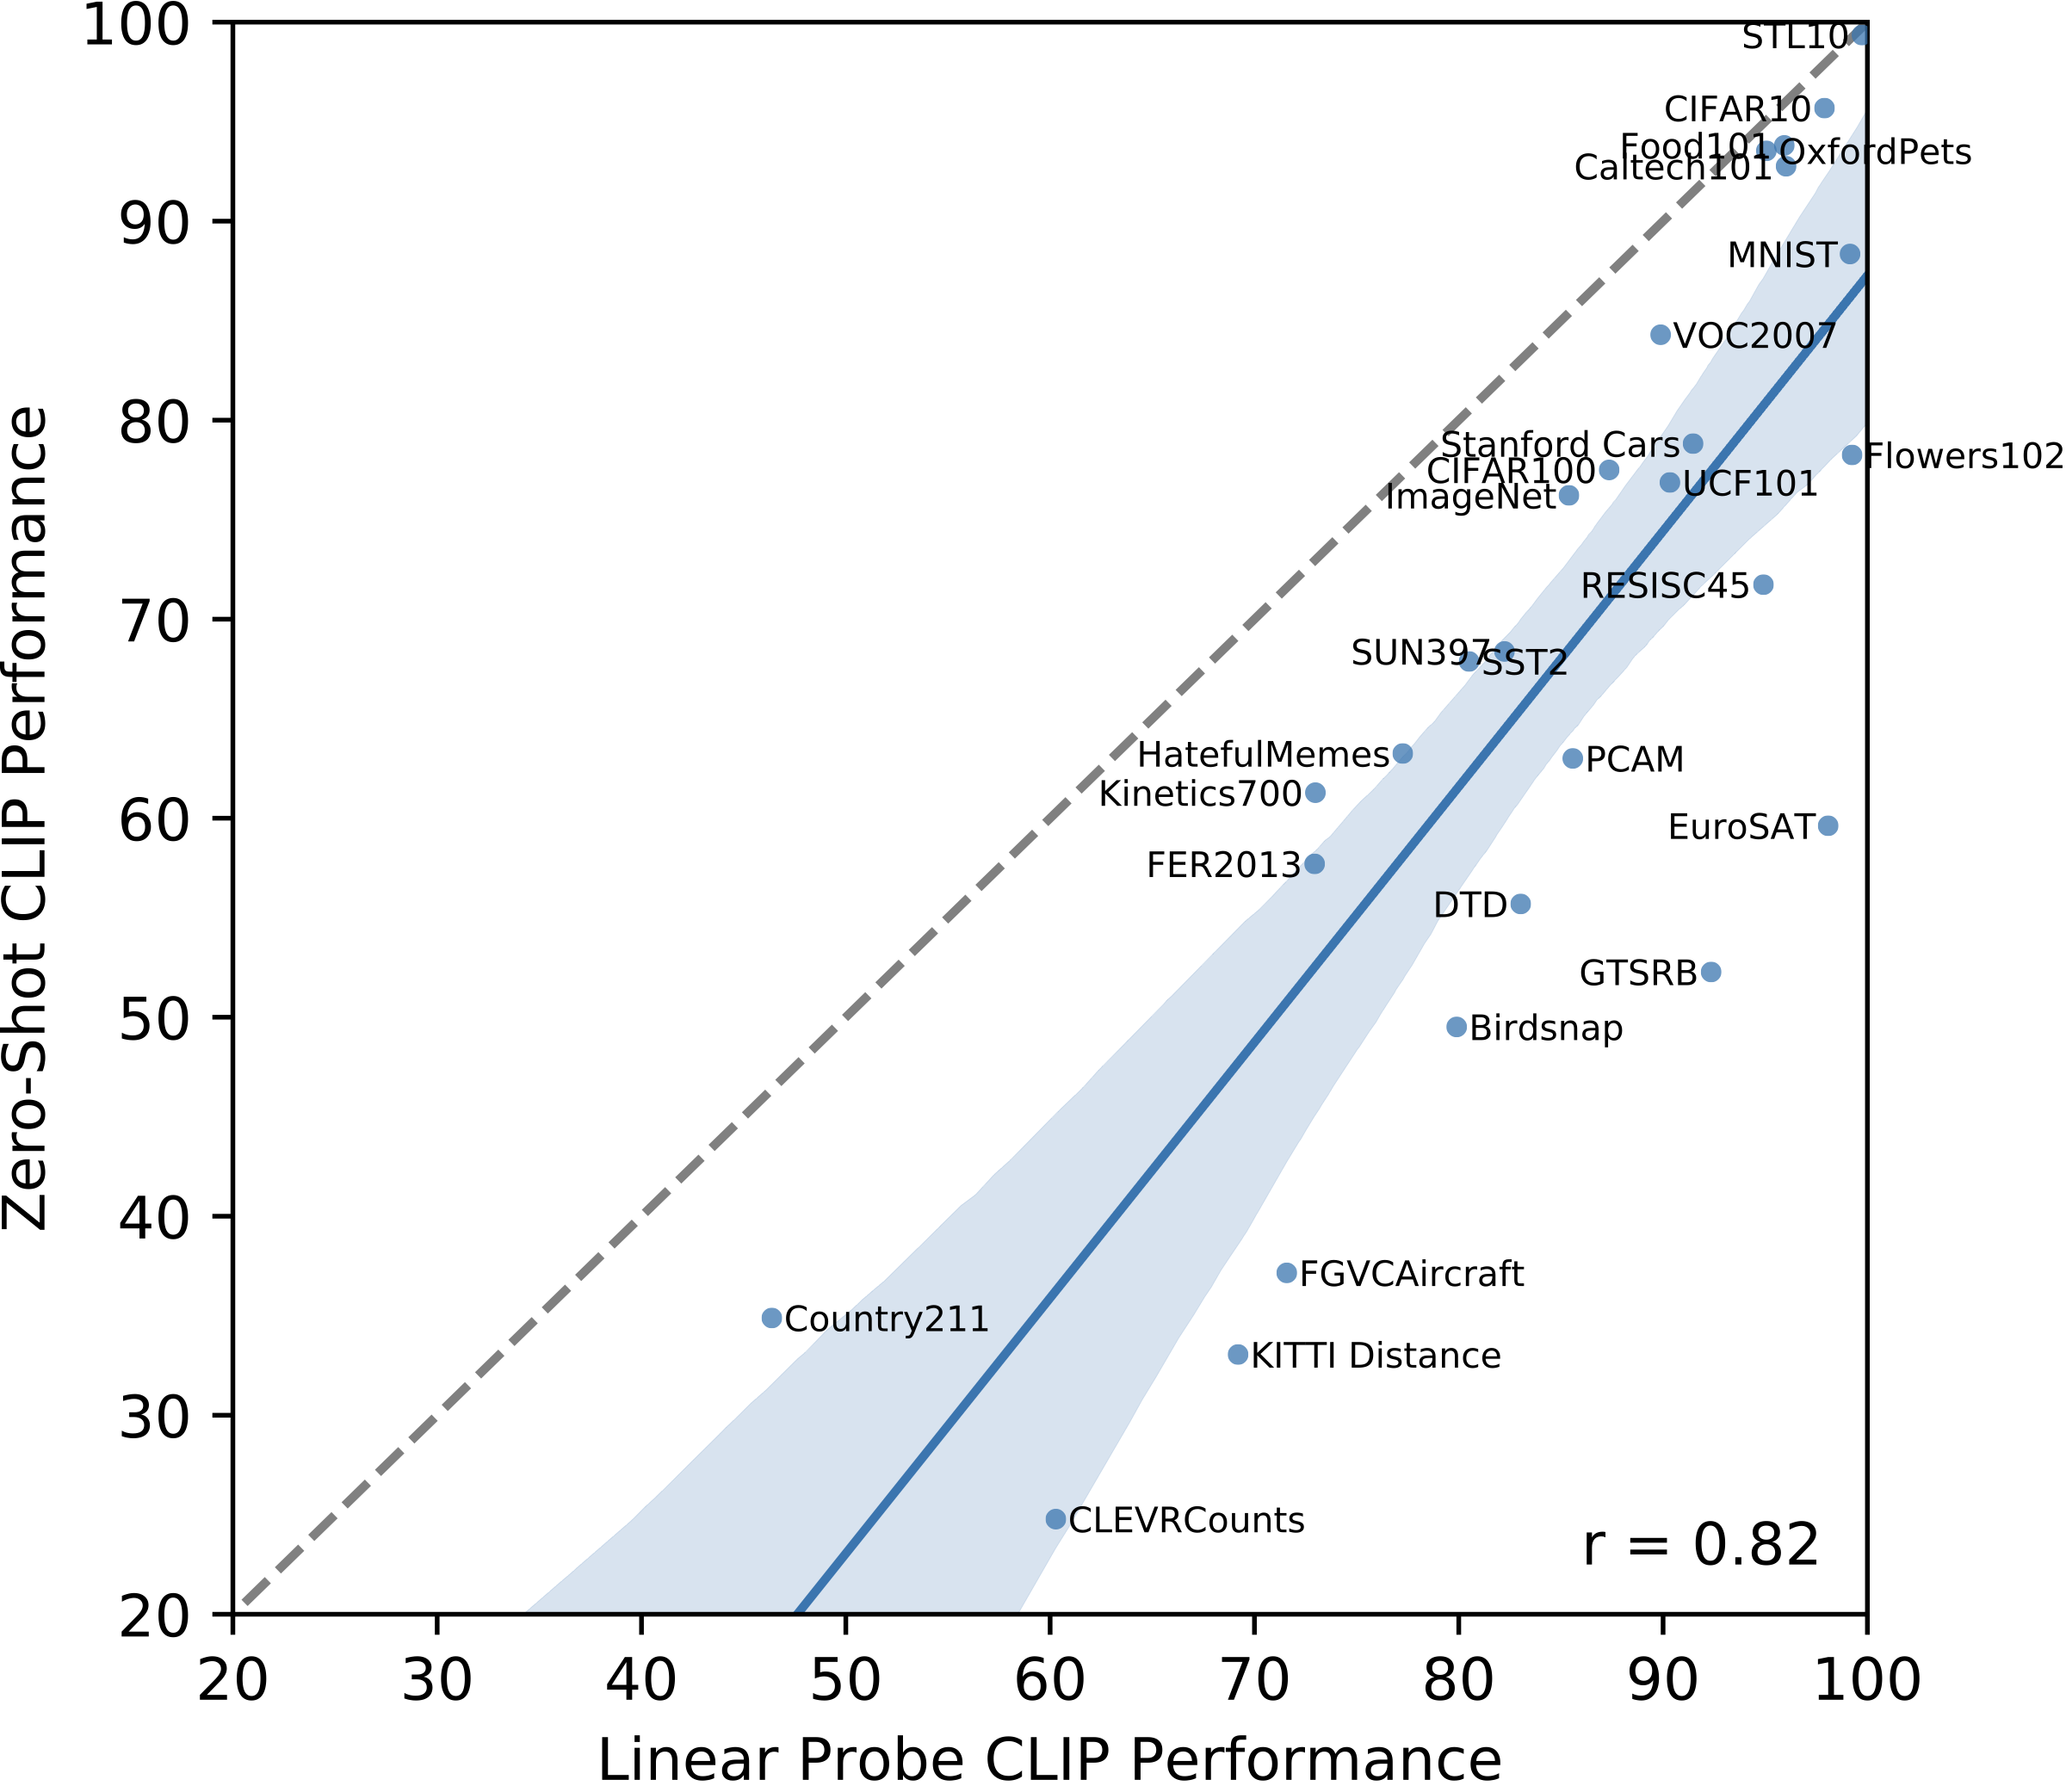 100
90
80
70
60
50
40
30
20
Zero-Shot CLIP Performance
STL10
CIFAR10
Food101
OxfordPets
Caltech101
MNIST
VOC2007
Stanford Cars
Flowers102
CIFAR100
UCF101
ImageNet
RESISC45
SUN397
SST2
HatefulMemes
PCAM
Kinetics700
EuroSAT
FER2013
DTD
GTSRB
Birdsnap
FGVCAircraft
Country211
KITTI Distance
CLEVRCounts
r = 0.82
20 30 40 50 60 70 80 90 100
Linear Probe CLIP Performance